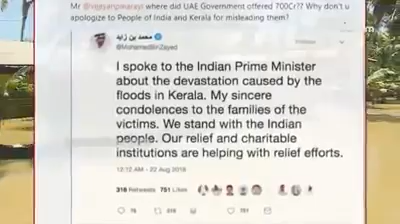 Mr @vijayanpinarayi where did UAE Government offered 700Cr?? Why don't u
apologize to People of India and Kerala for misleading them?
محمد بن زايد
@MohamedBinZayed
I spoke to the Indian Prime Minister
about the devastation caused by the
floods in Kerala. My sincere
condolences to the families of the
victims. We stand with the Indian
people. Our relief and charitable
institutions are helping with relief efforts.
12:12 AM - 22 Aug 2018
318 Retweets 751 Likes